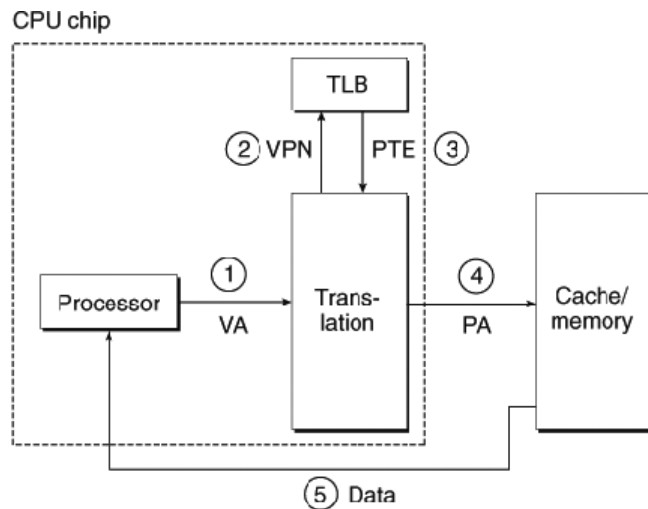 CPU chip
TLB
② VPN
PTE ③
①
Processor
VA
Trans-
lation
④
PA
Cache/
memory
⑤ Data